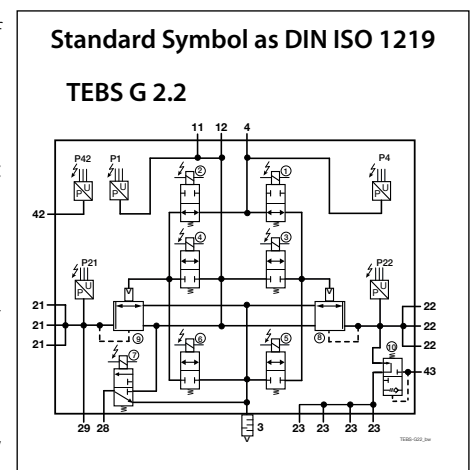 Standard Symbol as DIN ISO 1219
TEBS G 2.2
11 12 4
P42 P1 ② ① P4
U P U P U P
42
④ ③
P21 P22
U P U P
21 22
21 22
21 ⑨ ⑧ 22
⑦ ⑥ ⑤ ⑩
43
29 28 3 23 23 23 23